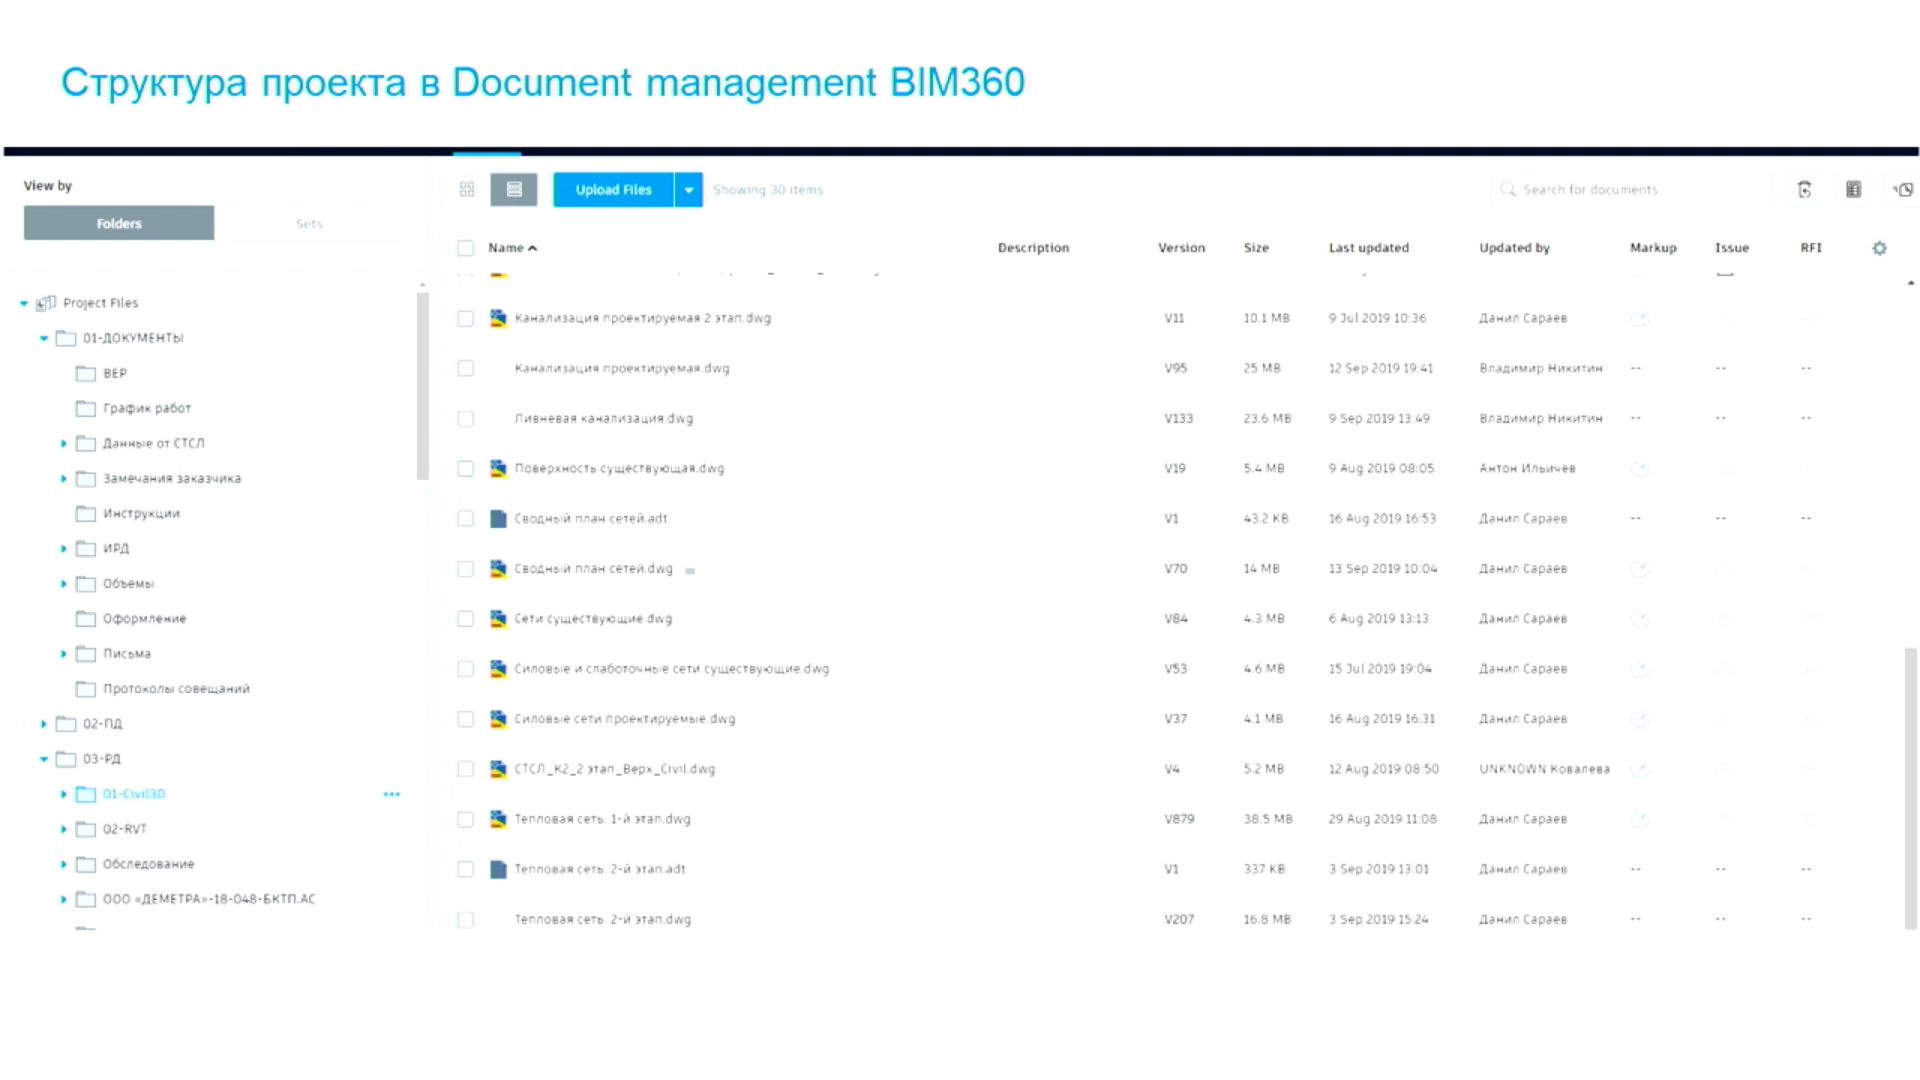 Структура проекта в Document management BIM360
View by
Folders Sets
Upload Files Showing 30 items Search for documents
Name Description Version Size Last updated Updated by Markup Issue RFI
Project Files
01-ДОКУМЕНТЫ
BEP
График работ
Данные от СТСЛ
Замечания заказчика
Инструкции
ИРД
Объемы
Оформление
Письма
Протоколы совещаний
02-ПД
03-РД
01-Civil3D
02-RVT
Обследование
ООО «ДЕМЕТРА»-18-048-БКТП.АС
Канализация проектируемая 2 этап.dwg V11 10.1 MB 9 Jul 2019 10:36 Данил Сараев
Канализация проектируемая.dwg V95 25 MB 12 Sep 2019 19:41 Владимир Никитин -- -- --
Ливневая канализация.dwg V133 23.6 MB 9 Sep 2019 13:49 Владимир Никитин -- -- --
Поверхность существующая.dwg V19 5.4 MB 9 Aug 2019 08:05 Антон Ильичев
Сводный план сетей.adt V1 43.2 KB 16 Aug 2019 16:53 Данил Сараев -- -- --
Сводный план сетей.dwg V70 14 MB 13 Sep 2019 10:04 Данил Сараев
Сети существующие.dwg V84 4.3 MB 6 Aug 2019 13:13 Данил Сараев
Силовые и слаботочные сети существующие.dwg V53 4.6 MB 15 Jul 2019 19:04 Данил Сараев
Силовые сети проектируемые.dwg V37 4.1 MB 16 Aug 2019 16:31 Данил Сараев
СТСЛ_К2_2 этап_Верх_Civil.dwg V4 5.2 MB 12 Aug 2019 08:50 UNKNOWN Ковалева
Тепловая сеть. 1-й этап.dwg V879 38.5 MB 29 Aug 2019 11:08 Данил Сараев
Тепловая сеть. 2-й этап.adt V1 337 KB 3 Sep 2019 13:01 Данил Сараев -- -- --
Тепловая сеть. 2-й этап.dwg V207 16.8 MB 3 Sep 2019 15:24 Данил Сараев -- -- --